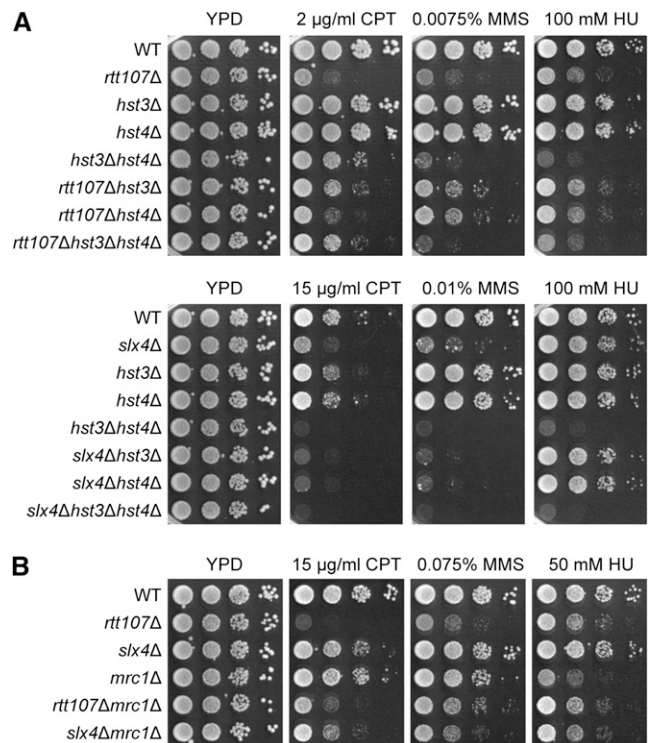 A
YPD 2 µg/ml CPT 0.0075% MMS 100 mM HU
WT
rtt107Δ
hst3Δ
hst4Δ
hst3Δhst4Δ
rtt107Δhst3Δ
rtt107Δhst4Δ
rtt107Δhst3Δhst4Δ
YPD 15 µg/ml CPT 0.01% MMS 100 mM HU
WT
slx4Δ
hst3Δ
hst4Δ
hst3Δhst4Δ
slx4Δhst3Δ
slx4Δhst4Δ
slx4Δhst3Δhst4Δ
B
YPD 15 µg/ml CPT 0.075% MMS 50 mM HU
WT
rtt107Δ
slx4Δ
mrc1Δ
rtt107Δmrc1Δ
slx4Δmrc1Δ